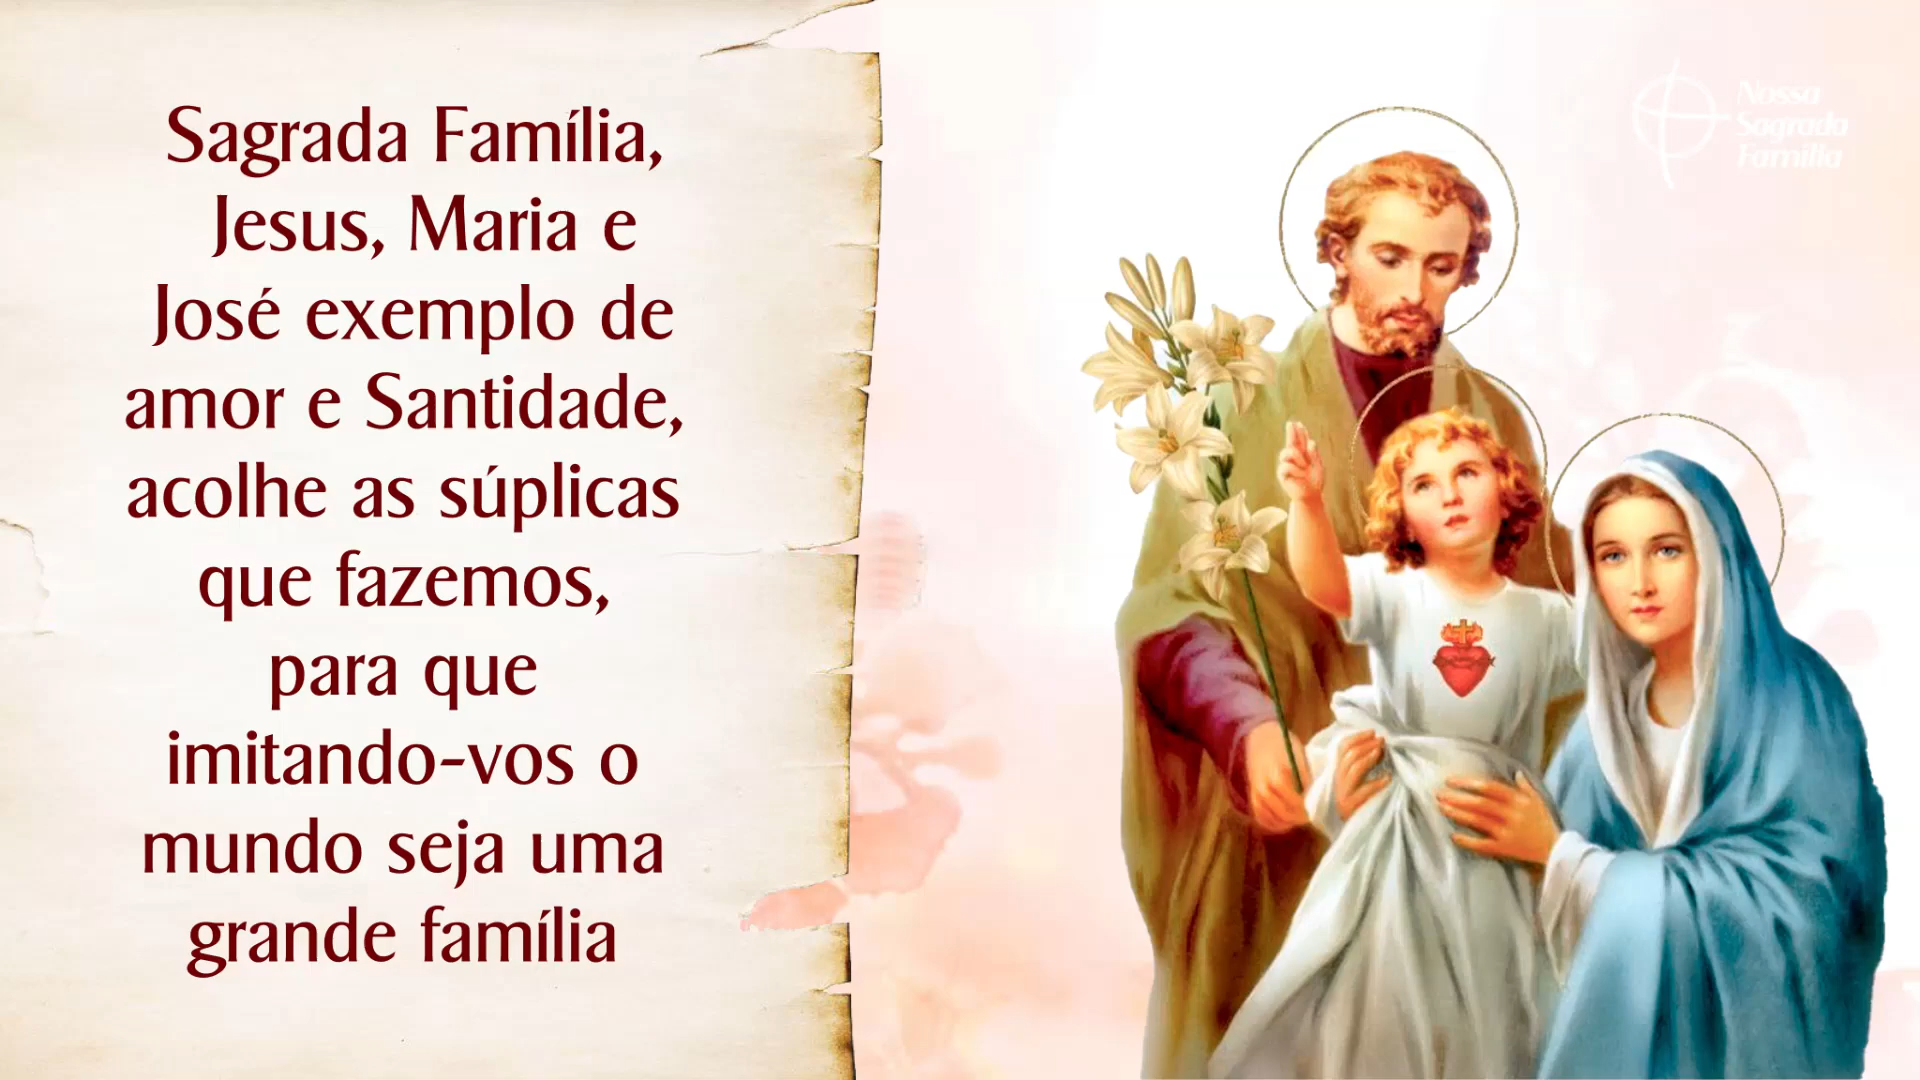 Sagrada Família,
Jesus, Maria e
José exemplo de
amor e Santidade,
acolhe as súplicas
que fazemos,
para que
imitando-vos o
mundo seja uma
grande família
Nossa
Sagrada
Família